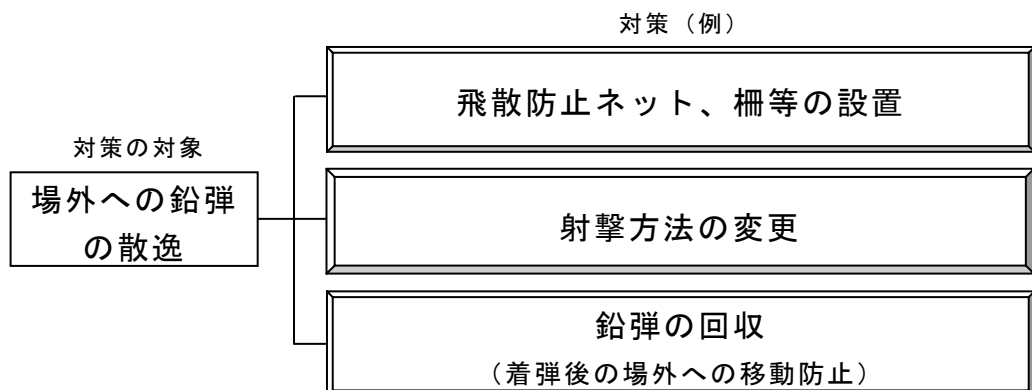 対策（例）
飛散防止ネット、柵等の設置
対策の対象
場外への鉛弾
の散逸
射撃方法の変更
鉛弾の回収
（着弾後の場外への移動防止）